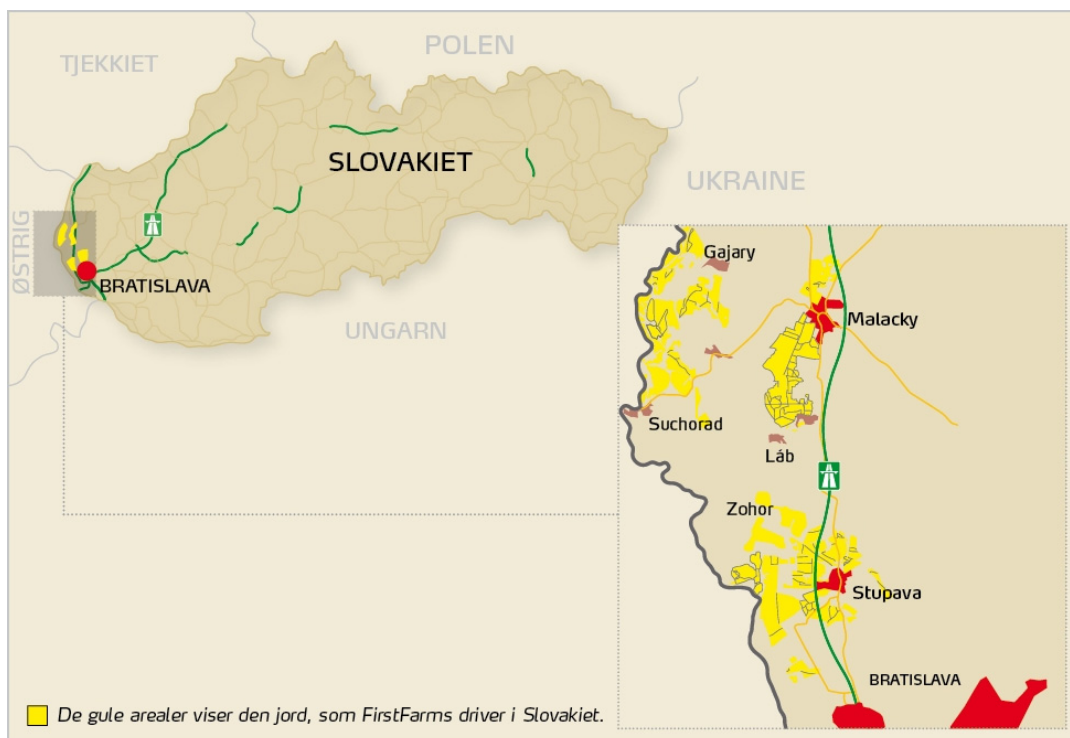 POLEN
TJEKKIET
SLOVAKIET
UKRAINE
ØSTRIG
BRATISLAVA
UNGARN
Gajary
Malacky
Suchorad
Láb
Zohor
Stupava
BRATISLAVA
De gule arealer viser den jord, som FirstFarms driver i Slovakiet.